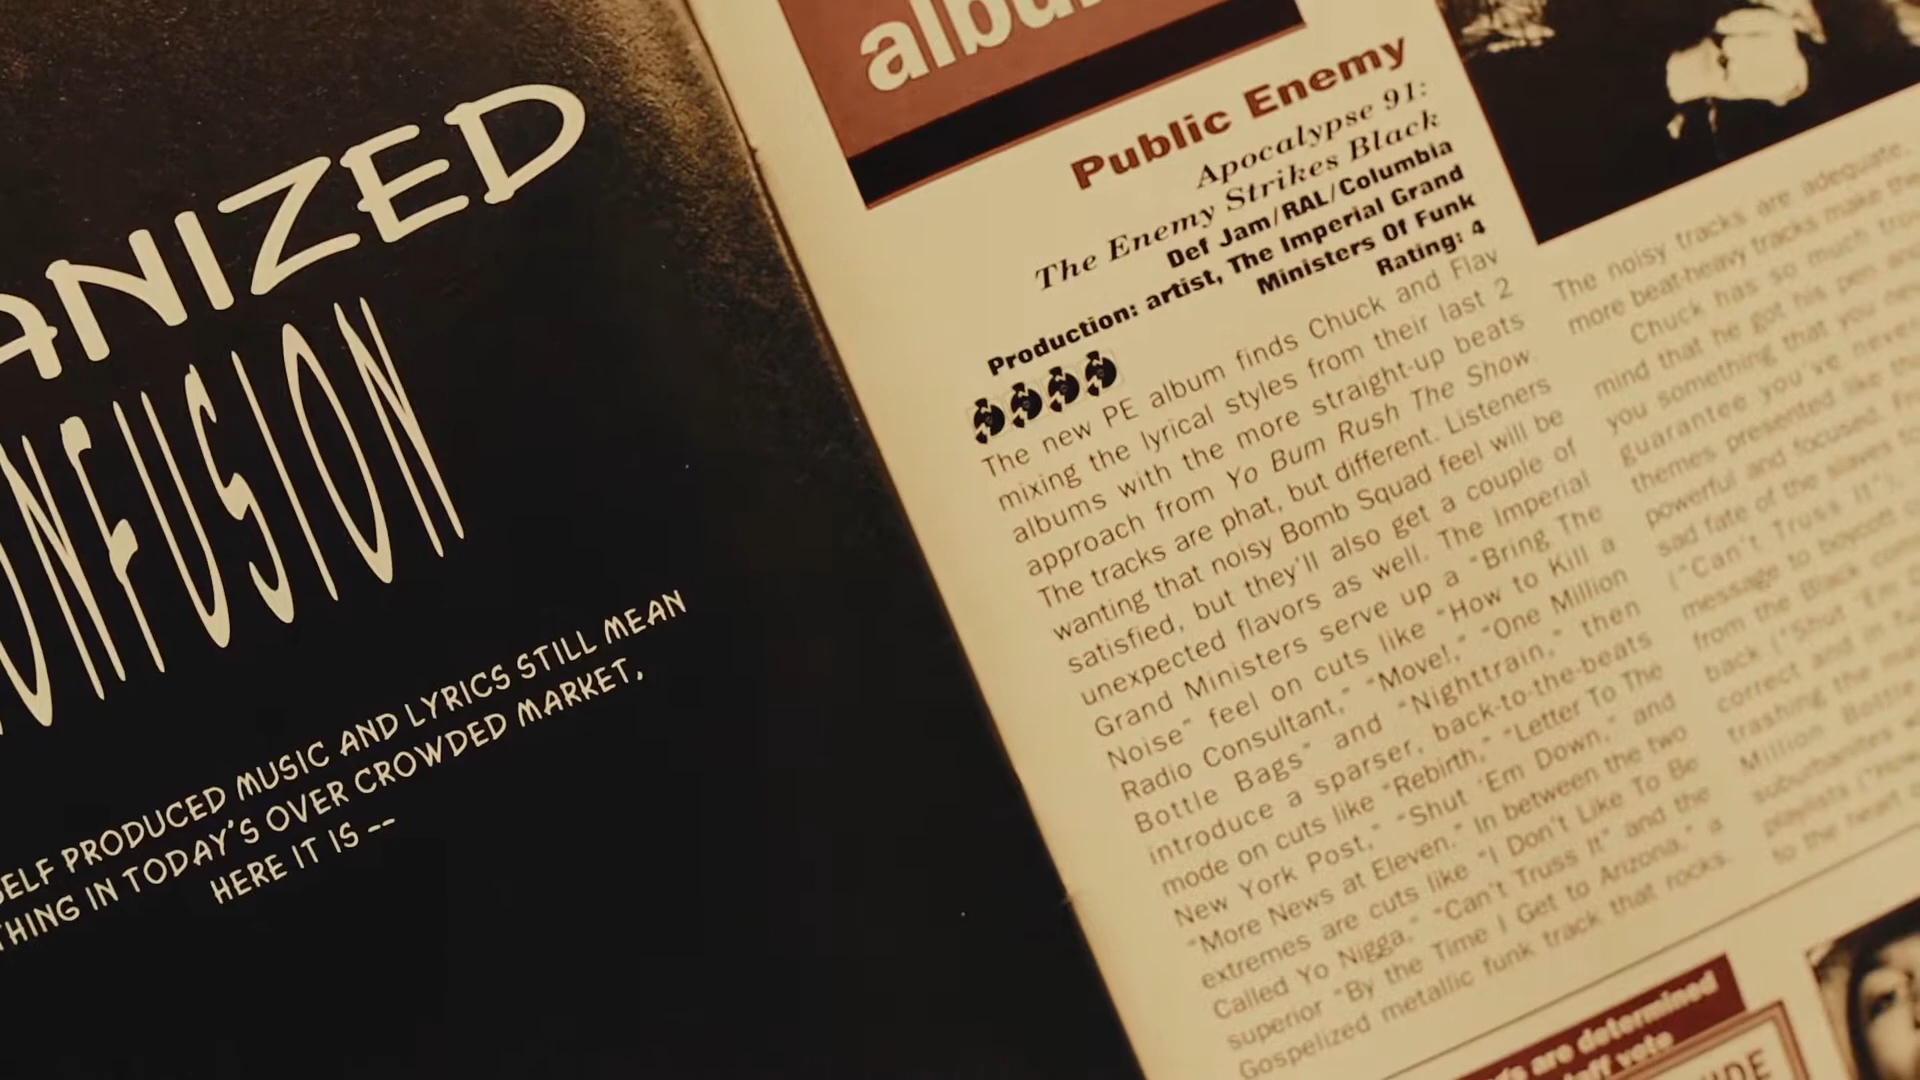 ANIZED
ONFUSION
SELF PRODUCED MUSIC AND LYRICS STILL MEAN
THING IN TODAY'S OVER CROWDED MARKET,
HERE IT IS --
album
Public Enemy
Apocalypse 91:
The Enemy Strikes Black
Def Jam/RAL/Columbia
Production: artist, The Imperial Grand
Ministers Of Funk
Rating: 4
The new PE album finds Chuck and Flav
mixing the lyrical styles from their last 2
albums with the more straight-up beats
approach from Yo Bum Rush The Show.
The tracks are phat, but different. Listeners
wanting that noisy Bomb Squad feel will be
satisfied, but they'll also get a couple of
unexpected flavors as well. The Imperial
Grand Ministers serve up a "Bring The
Noise" feel on cuts like "How to Kill a
Radio Consultant," "Move!," "One Million
Bottle Bags" and "Nighttrain," then
introduce a sparser, back-to-the-beats
mode on cuts like "Rebirth," "Letter To The
New York Post," "Shut 'Em Down," and
"More News at Eleven." In between the two
extremes are cuts like "I Don't Like To Be
Called Yo Nigga," "Can't Truss It" and the
superior "By the Time I Get to Arizona," a
Gospelized metallic funk track that rocks.
The noisy tracks are adequate,
more beat-heavy tracks make the
Chuck has so much
mind that he got his pen and
you something that you
guarantee you've never
themes presented like
powerful and focused.
sad fate of the slaves
("Can't Truss It"),
message to boycott
from the Black
back ("Shut 'Em
correct and in
trashing the
Million Bottle
suburbanites
playlists
to the heart
are determined
staff vote